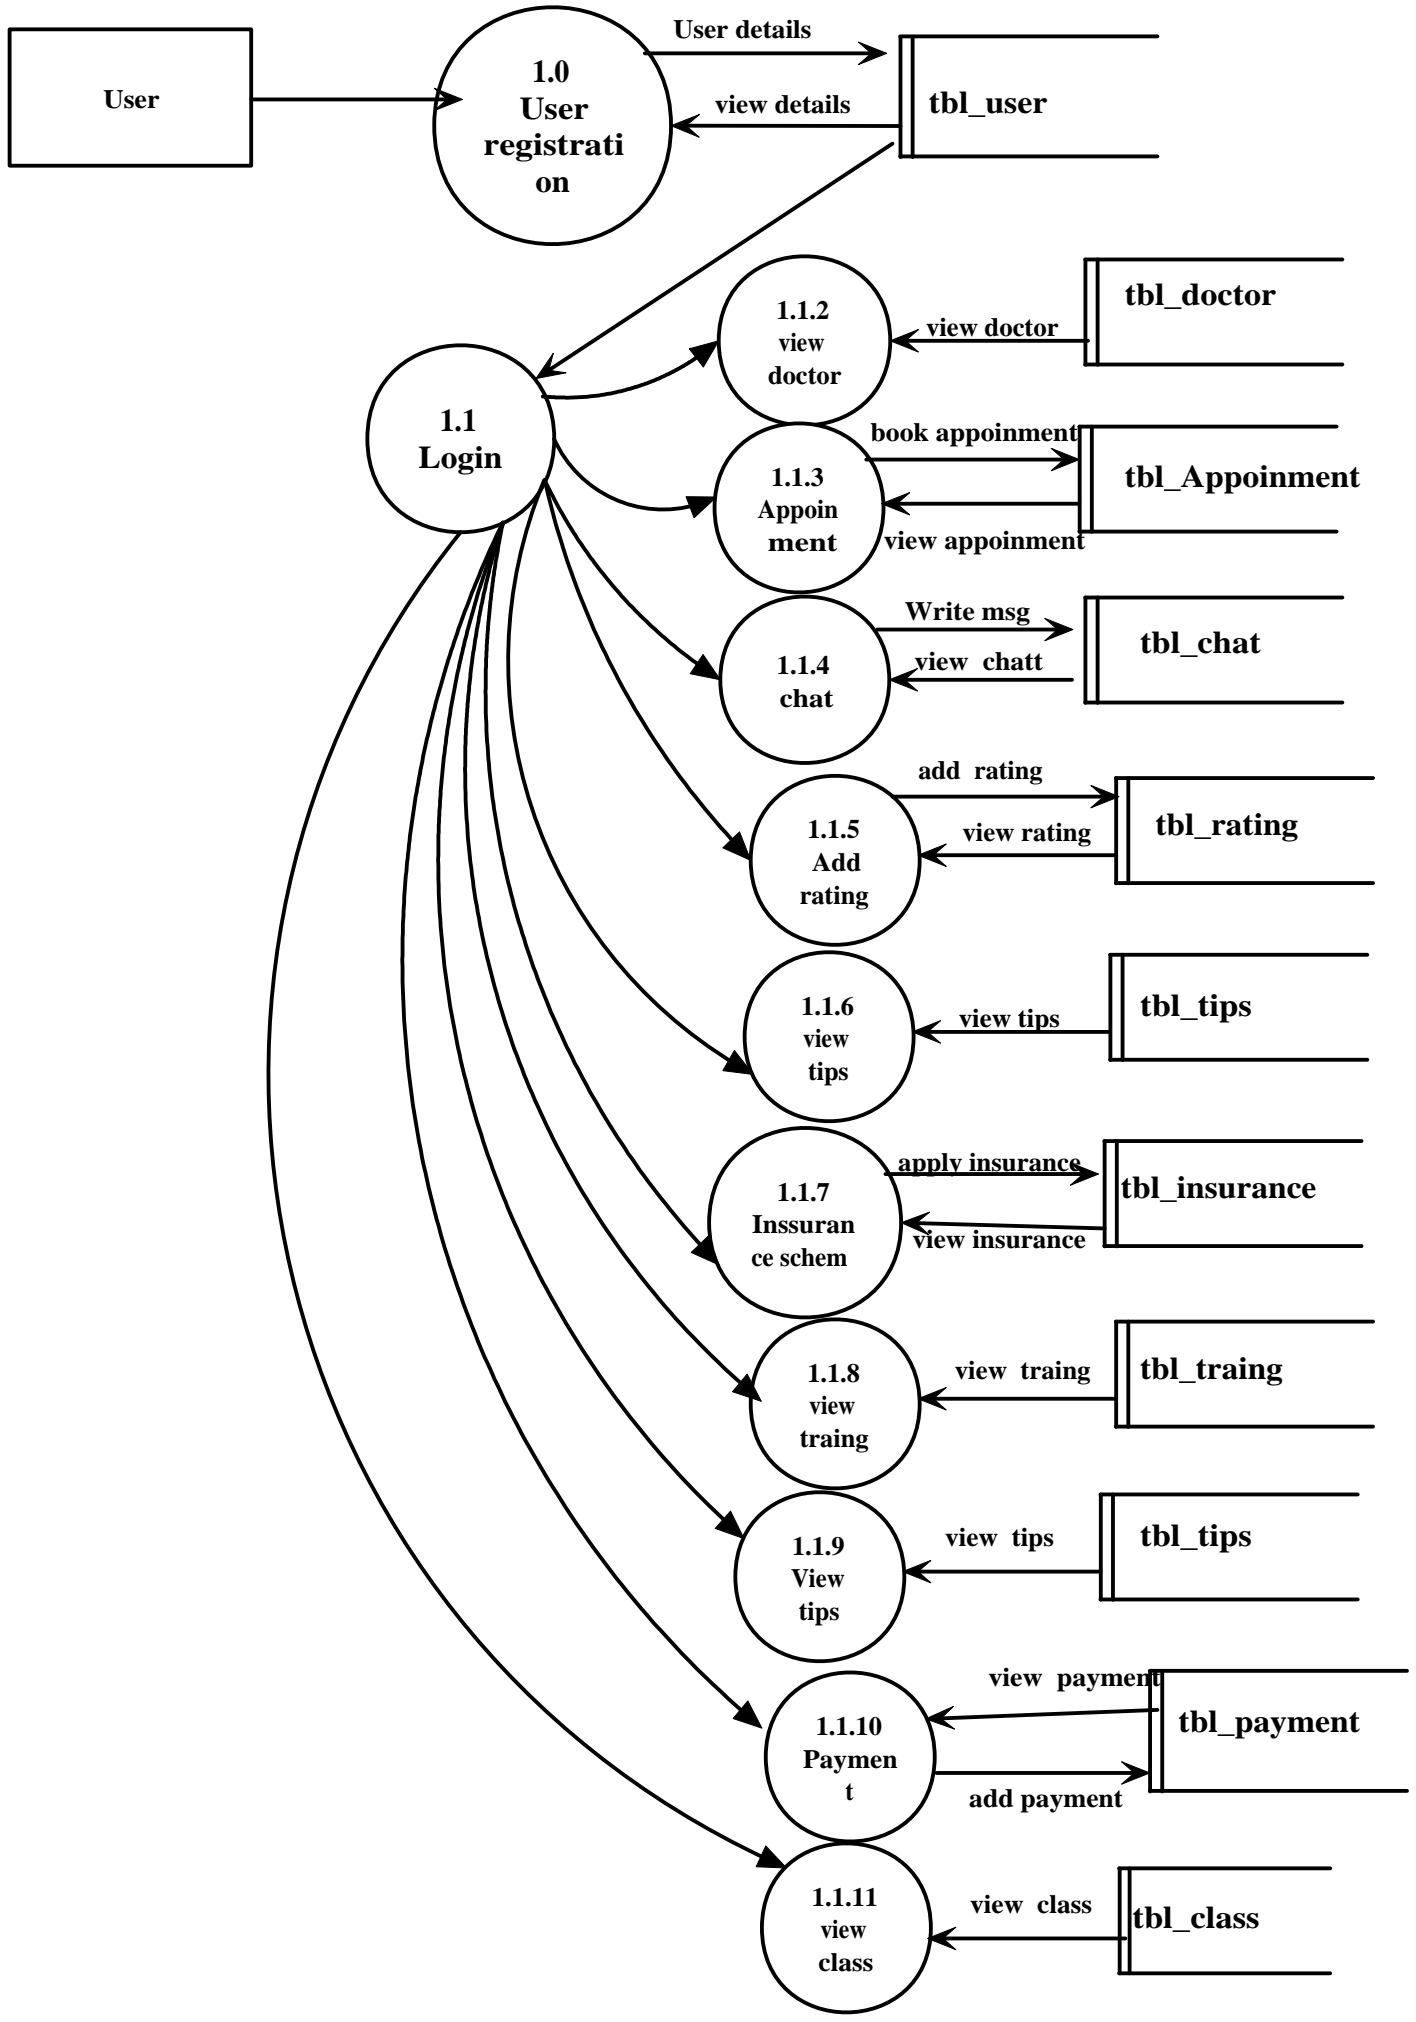 User
1.0
User
registrati
on
User details
view details
tbl_user
1.1
Login
1.1.2
view
doctor
view doctor
tbl_doctor
1.1.3
Appoin
ment
book appoinment
view appoinment
tbl_Appoinment
1.1.4
chat
Write msg
view chatt
tbl_chat
1.1.5
Add
rating
add rating
view rating
tbl_rating
1.1.6
view
tips
view tips
tbl_tips
1.1.7
Inssuran
ce schem
apply insurance
view insurance
tbl_insurance
1.1.8
view
traing
view traing
tbl_traing
1.1.9
View
tips
view tips
tbl_tips
1.1.10
Paymen
t
view payment
add payment
tbl_payment
1.1.11
view
class
view class
tbl_class